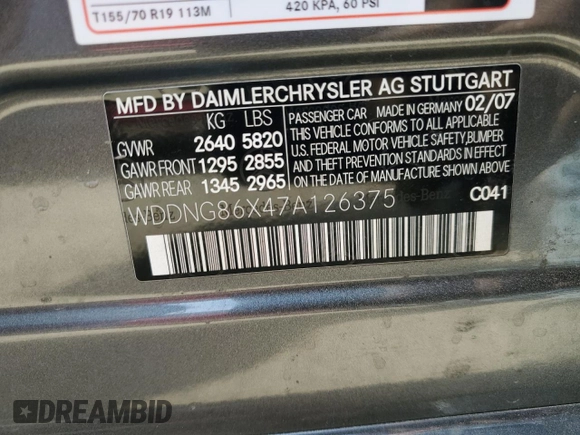 T155/70 R19 113M
420 KPA, 60 PSI
MFD BY DAIMLERCHRYSLER AG STUTTGART
KG LBS
GVWR 2640 5820
GAWR FRONT 1295 2855
GAWR REAR 1345 2965
PASSENGER CAR MADE IN GERMANY 02/07
THIS VEHICLE CONFORMS TO ALL APPLICABLE
U.S. FEDERAL MOTOR VEHICLE SAFETY, BUMPER
AND THEFT PREVENTION STANDARDS IN EFFECT
ON THE DATE OF MANUFACTURE SHOWN ABOVE.
WDDNG86X47A126375
C041
DREAMBID